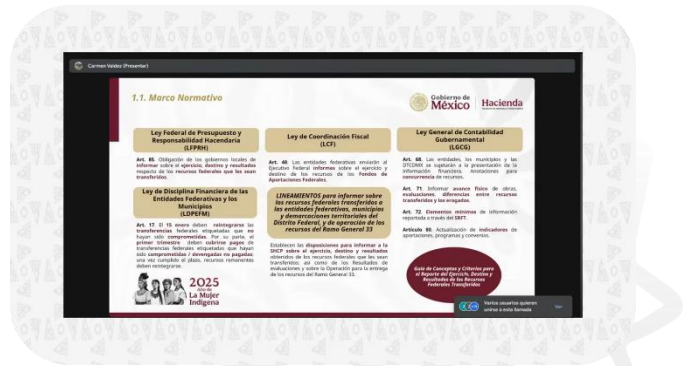 Carmen Valdez (Presentar)
1.1. Marco Normativo
Gobierno de
México
Hacienda
Ley Federal de Presupuesto y
Responsabilidad Hacendaria
(LFPRH)
Art. 85. Obligación de los gobiernos locales de
informar sobre el ejercicio, destino y resultados
respecto de los recursos federales que les sean
transferidos.
Ley de Disciplina Financiera de las
Entidades Federativas y los
Municipios
(LDPEFM)
Art. 17. El 15 enero deben reintegrarse las
transferencias federales etiquetadas que no
hayan sido comprometidas. Por su parte, el
primer trimestre deben cubrirse pagos de
transferencias federales etiquetadas que hayan
sido comprometidas / devengadas no pagadas;
una vez cumplido el plazo, recursos remanentes
deben reintegrarse.
2025
Año de
La Mujer
Indígena
Ley de Coordinación Fiscal
(LCF)
Art. 48. Las entidades federativas enviarán al
Ejecutivo Federal informes sobre el ejercicio y
destino de los recursos de los Fondos de
Aportaciones Federales.
LINEAMIENTOS para informar sobre
los recursos federales transferidos a
las entidades federativas, municipios
y demarcaciones territoriales del
Distrito Federal, y de operación de los
recursos del Ramo General 33
Establecen las disposiciones para informar a la
SHCP sobre el ejercicio, destino y resultados
obtenidos de los recursos federales que les sean
transferidos; así como de los Resultados de
evaluaciones y sobre la Operación para la entrega
de los recursos del Ramo General 33.
Ley General de Contabilidad
Gubernamental
(LGCG)
Art. 68. Las entidades, los municipios y las
DTCDMX se sujetarán a la presentación de la
información financiera. Anotaciones para
concurrencia de recursos.
Art. 71. Informar avance físico de obras,
evaluaciones, diferencias entre recursos
transferidos y los erogados.
Art. 72. Elementos mínimos de información
reportada a través del SRFT.
Artículo 80. Actualización de indicadores de
aportaciones, programas y convenios.
Guía de Conceptos y Criterios para
el Reporte del Ejercicio, Destino y
Resultados de los Recursos
Federales Transferidos
Varios usuarios quieren
unirse a esta llamada
Ver